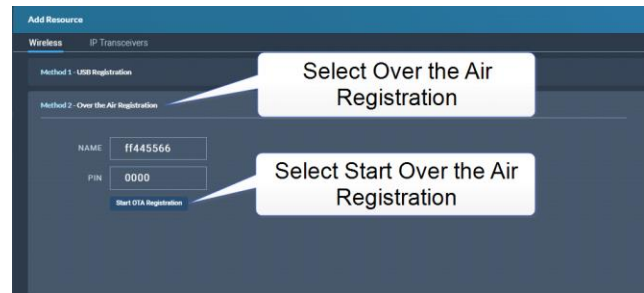 Add Resource
Wireless IP Transceivers
Method 1 - USB Registration
Select Over the Air
Registration
Method 2 - Over the Air Registration
NAME ff445566
PIN 0000
Select Start Over the Air
Registration
Start OTA Registration